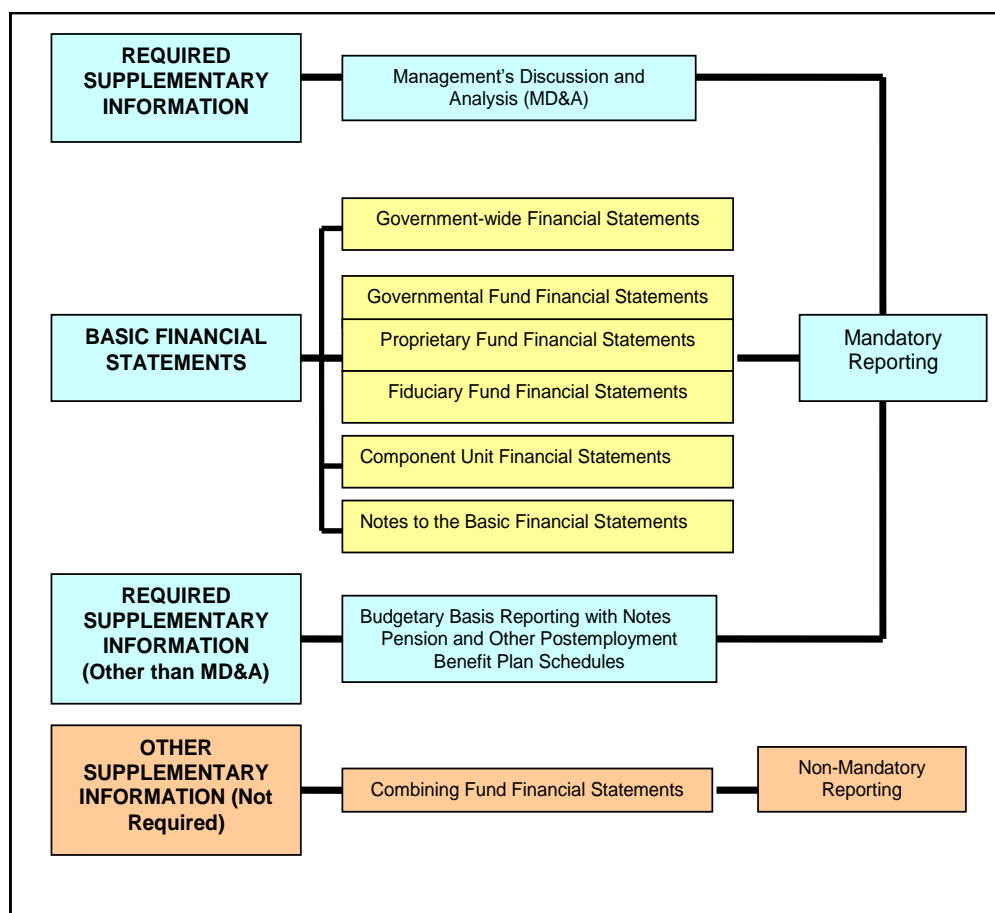 REQUIRED
SUPPLEMENTARY
INFORMATION
Management's Discussion and
Analysis (MD&A)
Government-wide Financial Statements
Governmental Fund Financial Statements
BASIC FINANCIAL
STATEMENTS
Proprietary Fund Financial Statements
Mandatory
Reporting
Fiduciary Fund Financial Statements
Component Unit Financial Statements
Notes to the Basic Financial Statements
REQUIRED
SUPPLEMENTARY
INFORMATION
(Other than MD&A)
Budgetary Basis Reporting with Notes
Pension and Other Postemployment
Benefit Plan Schedules
OTHER
SUPPLEMENTARY
INFORMATION (Not
Required)
Combining Fund Financial Statements
Non-Mandatory
Reporting